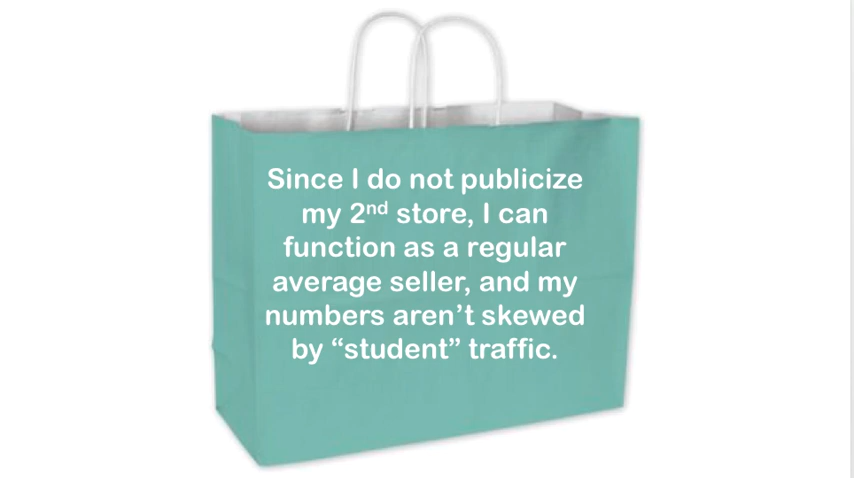 Since I do not publicize
my 2nd store, I can
function as a regular
average seller, and my
numbers aren’t skewed
by “student” traffic.